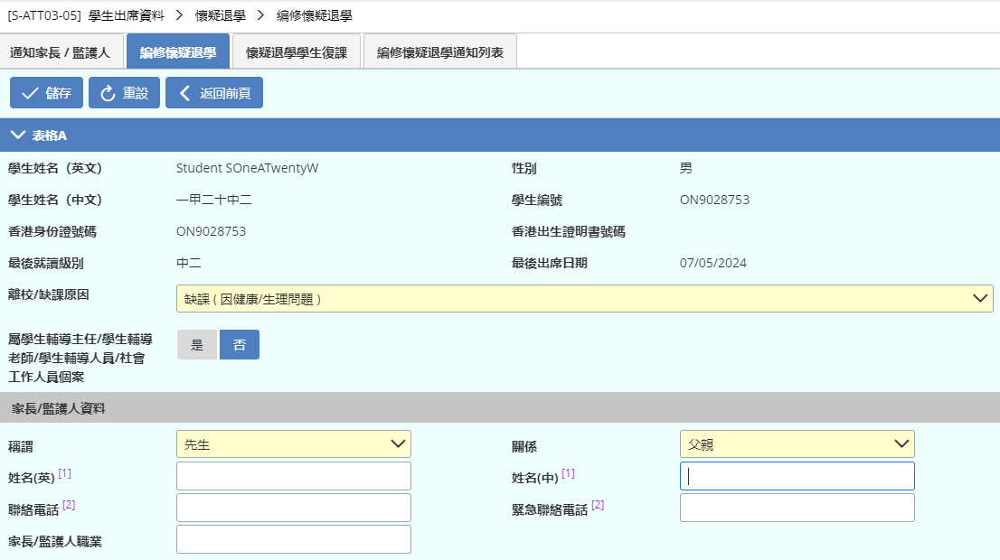 [S-ATT03-05] 學生出席資料 > 懷疑退學 > 編修懷疑退學
通知家長 / 監護人 編修懷疑退學 懷疑退學學生復課 編修懷疑退學通知列表
儲存 重設 返回前頁
表格A
學生姓名（英文） Student SOneATwentyW 性別 男
學生姓名（中文） 一甲二十中二 學生編號 ON9028753
香港身份證號碼 ON9028753 香港出生證明書號碼
最後就讀級別 中二 最後出席日期 07/05/2024
離校/缺課原因 缺課 ( 因健康/生理問題 )
屬學生輔導主任/學生輔導 是 否
老師/學生輔導人員/社會
工作人員個案
家長/監護人資料
稱謂 先生 關係 父親
姓名(英) [1] 姓名(中) [1]
聯絡電話 [2] 緊急聯絡電話 [2]
家長/監護人職業